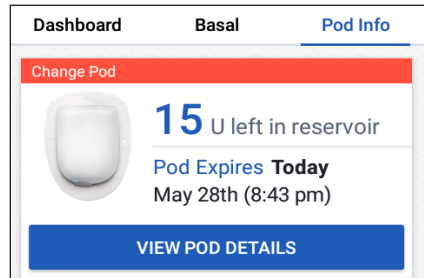 Dashboard Basal Pod Info
Change Pod
15 U left in reservoir
Pod Expires Today
May 28th (8:43 pm)
VIEW POD DETAILS